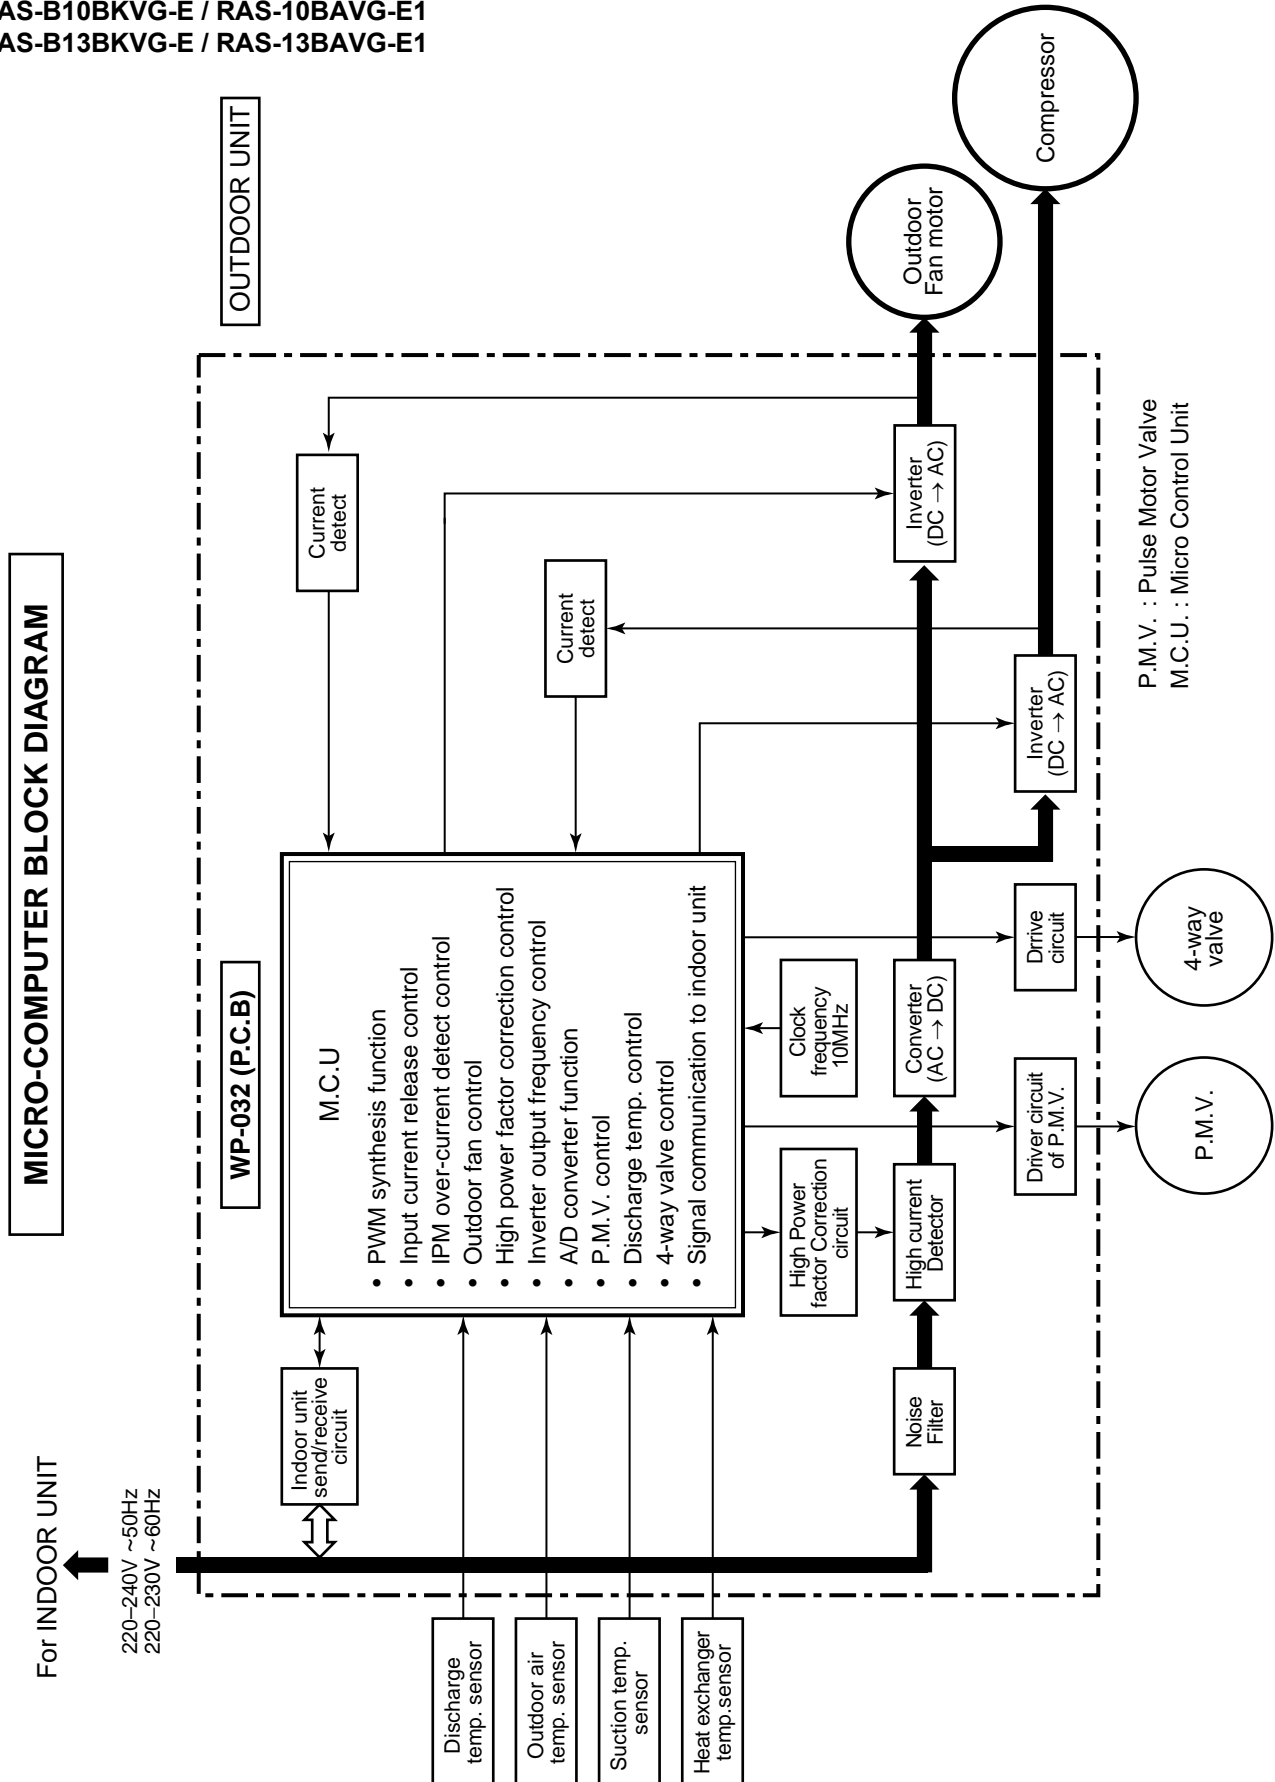 AS-B10BKVG-E / RAS-10BAVG-E1
AS-B13BKVG-E / RAS-13BAVG-E1
MICRO-COMPUTER BLOCK DIAGRAM
For INDOOR UNIT
220–240V ~50Hz
220–230V ~60Hz
WP-032 (P.C.B)
OUTDOOR UNIT
Indoor unit
send/receive
circuit
M.C.U
• PWM synthesis function
• Input current release control
• IPM over-current detect control
• Outdoor fan control
• High power factor correction control
• Inverter output frequency control
• A/D converter function
• P.M.V. control
• Discharge temp. control
• 4-way valve control
• Signal communication to indoor unit
Current
detect
Current
detect
Discharge
temp. sensor
Outdoor air
temp. sensor
Suction temp.
sensor
Heat exchanger
temp.sensor
High Power
factor Correction
circuit
Clock
frequency
10MHz
Noise
Filter
High current
Detector
Converter
(AC → DC)
Inverter
(DC → AC)
Outdoor
Fan motor
Driver circuit
of P.M.V.
Drrive
circuit
Inverter
(DC → AC)
Compressor
P.M.V.
4-way
valve
P.M.V. : Pulse Motor Valve
M.C.U. : Micro Control Unit